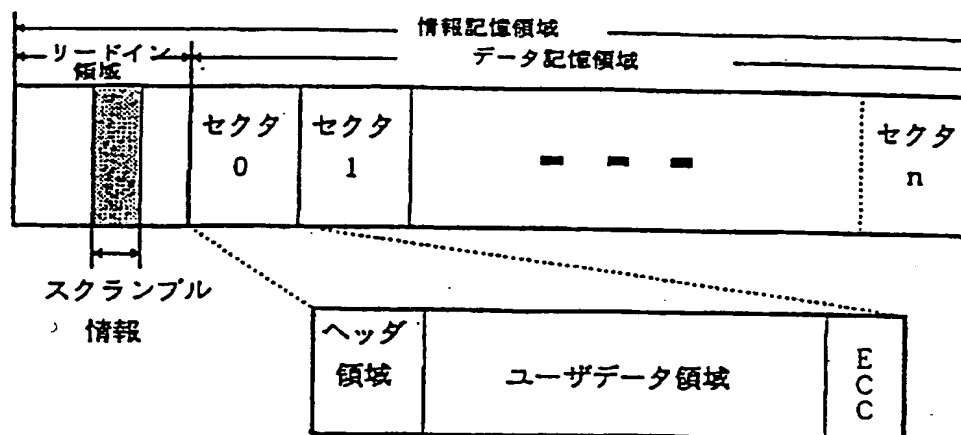 情報記憶領域
リードイン
領域
データ記憶領域
セクタ
0
セクタ
1
セクタ
n
スクランブル
情報
ヘッダ
領域
ユーザデータ領域
E
C
C